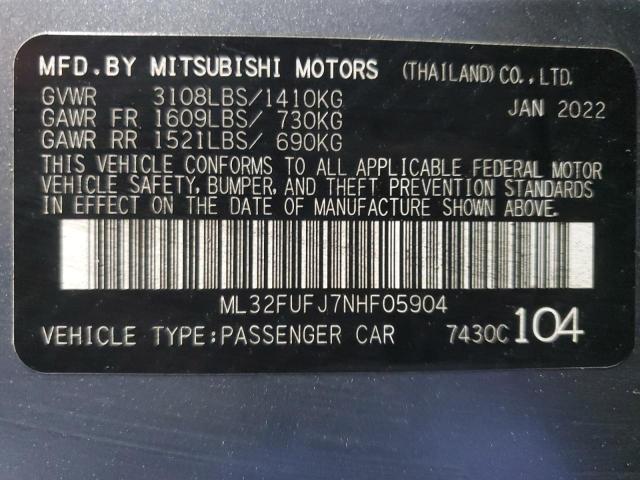 MFD.BY MITSUBISHI MOTORS (THAILAND)CO.,LTD.
GVWR 3108LBS/1410KG JAN 2022
GAWR FR 1609LBS/ 730KG
GAWR RR 1521LBS/ 690KG
THIS VEHICLE CONFORMS TO ALL APPLICABLE FEDERAL MOTOR
VEHICLE SAFETY, BUMPER, AND THEFT PREVENTION STANDARDS
IN EFFECT ON THE DATE OF MANUFACTURE SHOWN ABOVE.
ML32FUFJ7NHF05904
VEHICLE TYPE:PASSENGER CAR 7430C 104